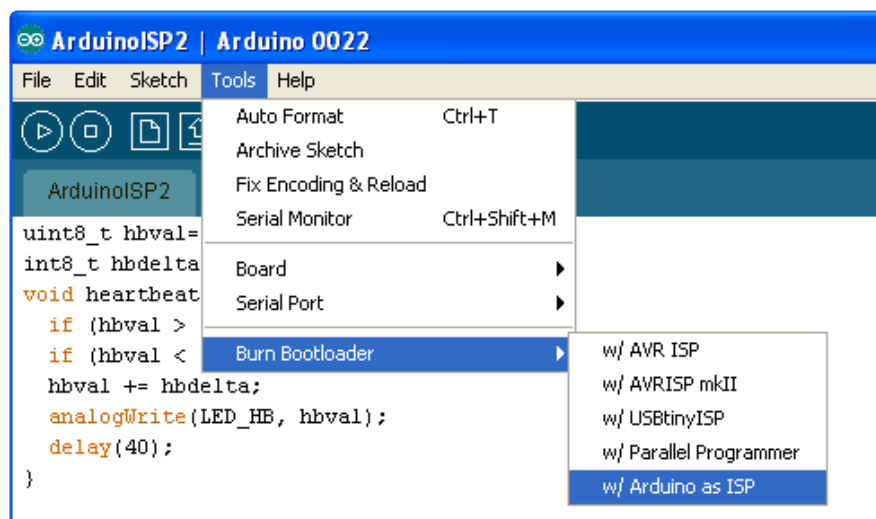 ArduinoISP2 | Arduino 0022
File Edit Sketch Tools Help
Auto Format Ctrl+T
Archive Sketch
Fix Encoding & Reload
Serial Monitor Ctrl+Shift+M
Board
Serial Port
Burn Bootloader
w/ AVR ISP
w/ AVRISP mkII
w/ USBtinyISP
w/ Parallel Programmer
w/ Arduino as ISP
ArduinoISP2
uint8_t hbval=
int8_t hbdelta
void heartbeat
if (hbval >
if (hbval <
hbval += hbdelta;
analogWrite(LED_HB, hbval);
delay(40);
}